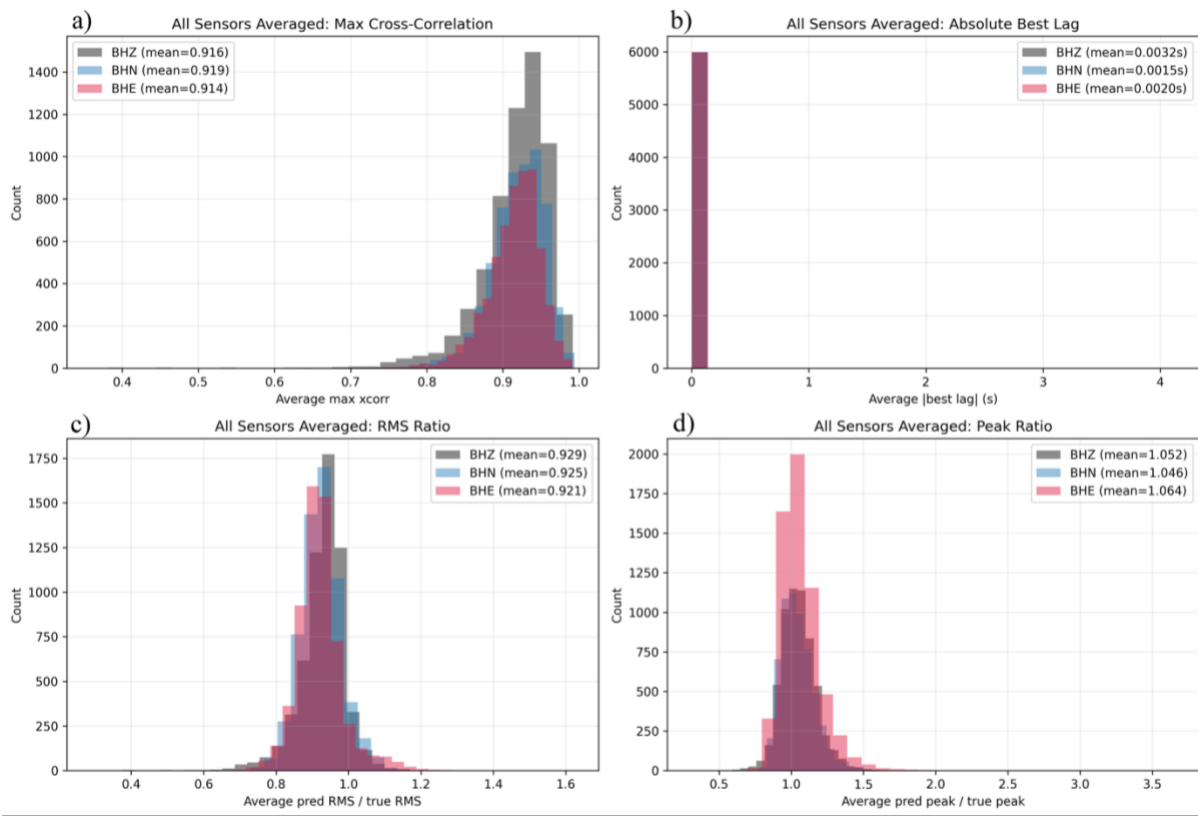 a)
All Sensors Averaged: Max Cross-Correlation
BHZ (mean=0.916)
BHN (mean=0.919)
BHE (mean=0.914)
Count
1400
1200
1000
800
600
400
200
0
0.4 0.5 0.6 0.7 0.8 0.9 1.0
Average max xcorr
b)
All Sensors Averaged: Absolute Best Lag
BHZ (mean=0.0032s)
BHN (mean=0.0015s)
BHE (mean=0.0020s)
Count
6000
5000
4000
3000
2000
1000
0
0 1 2 3 4
Average |best lag| (s)
c)
All Sensors Averaged: RMS Ratio
BHZ (mean=0.929)
BHN (mean=0.925)
BHE (mean=0.921)
Count
1750
1500
1250
1000
750
500
250
0
0.4 0.6 0.8 1.0 1.2 1.4 1.6
Average pred RMS / true RMS
d)
All Sensors Averaged: Peak Ratio
BHZ (mean=1.052)
BHN (mean=1.046)
BHE (mean=1.064)
Count
2000
1750
1500
1250
1000
750
500
250
0
0.5 1.0 1.5 2.0 2.5 3.0 3.5
Average pred peak / true peak